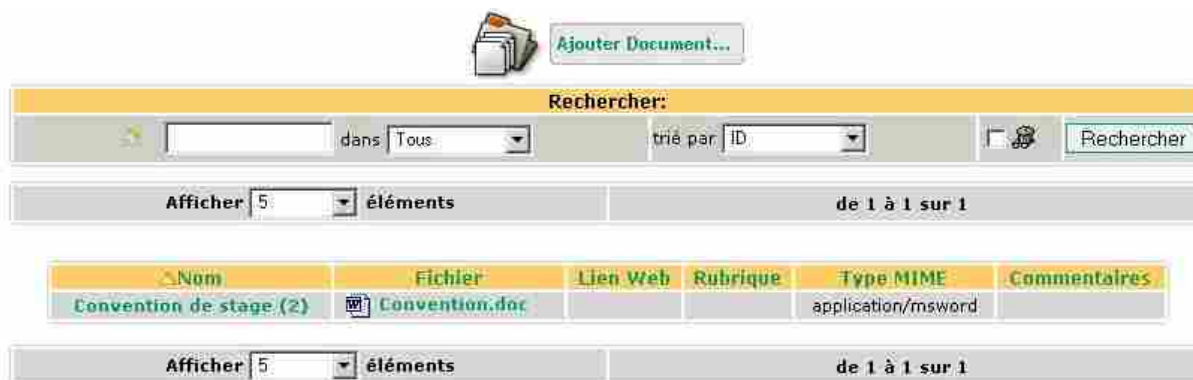 Ajouter Document...
Rechercher:
dans Tous trié par ID Rechercher
Afficher 5 éléments de 1 à 1 sur 1
Nom Fichier Lien Web Rubrique Type MIME Commentaires
Convention de stage (2) Convention.doc application/msword
Afficher 5 éléments de 1 à 1 sur 1